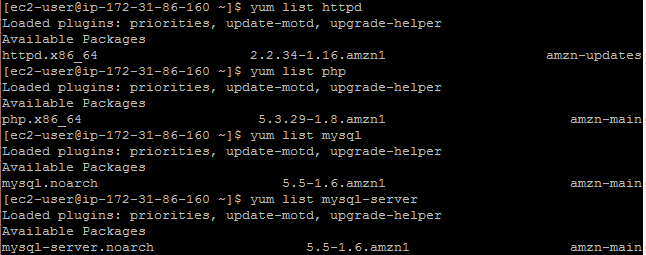 [ec2-user@ip-172-31-86-160 ~]$ yum list httpd
Loaded plugins: priorities, update-motd, upgrade-helper
Available Packages
httpd.x86_64 2.2.34-1.16.amzn1 amzn-updates
[ec2-user@ip-172-31-86-160 ~]$ yum list php
Loaded plugins: priorities, update-motd, upgrade-helper
Available Packages
php.x86_64 5.3.29-1.8.amzn1 amzn-main
[ec2-user@ip-172-31-86-160 ~]$ yum list mysql
Loaded plugins: priorities, update-motd, upgrade-helper
Available Packages
mysql.noarch 5.5-1.6.amzn1 amzn-main
[ec2-user@ip-172-31-86-160 ~]$ yum list mysql-server
Loaded plugins: priorities, update-motd, upgrade-helper
Available Packages
mysql-server.noarch 5.5-1.6.amzn1 amzn-main